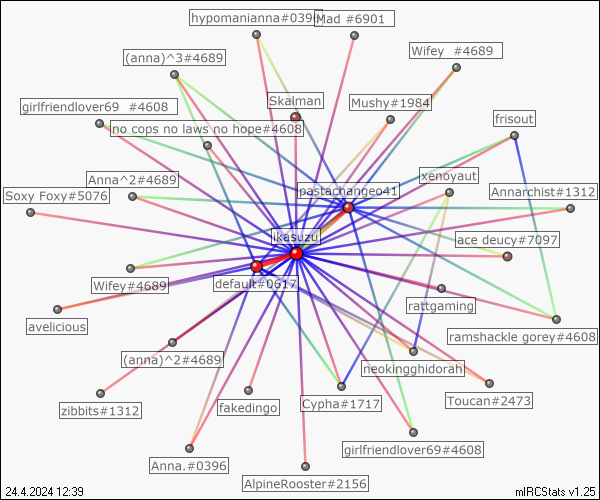 hypomanianna#0396
Mad #6901
Wifey #4689
(anna)^3#4689
Skaiman
Mushy#1984
girlfriendlover69 #4608
frisout
no cops no laws no hope#4608
xenoyaut
Anna^2#4689
pastachangeo41
Annarchist#1312
Soxy Foxy#5076
ikasuzu
ace deucy#7097
Wifey#4689
default#0617
rattgaming
avelicious
ramshackle gorey#4608
(anna)^2#4689
neokingghidorah
zibbits#1312
fakedingo
Cypha#1717
Toucan#2473
girlfriendlover69#4608
Anna.#0396
AlpineRooster#2156
24.4.2024 12:39
mIRCStats v1.25